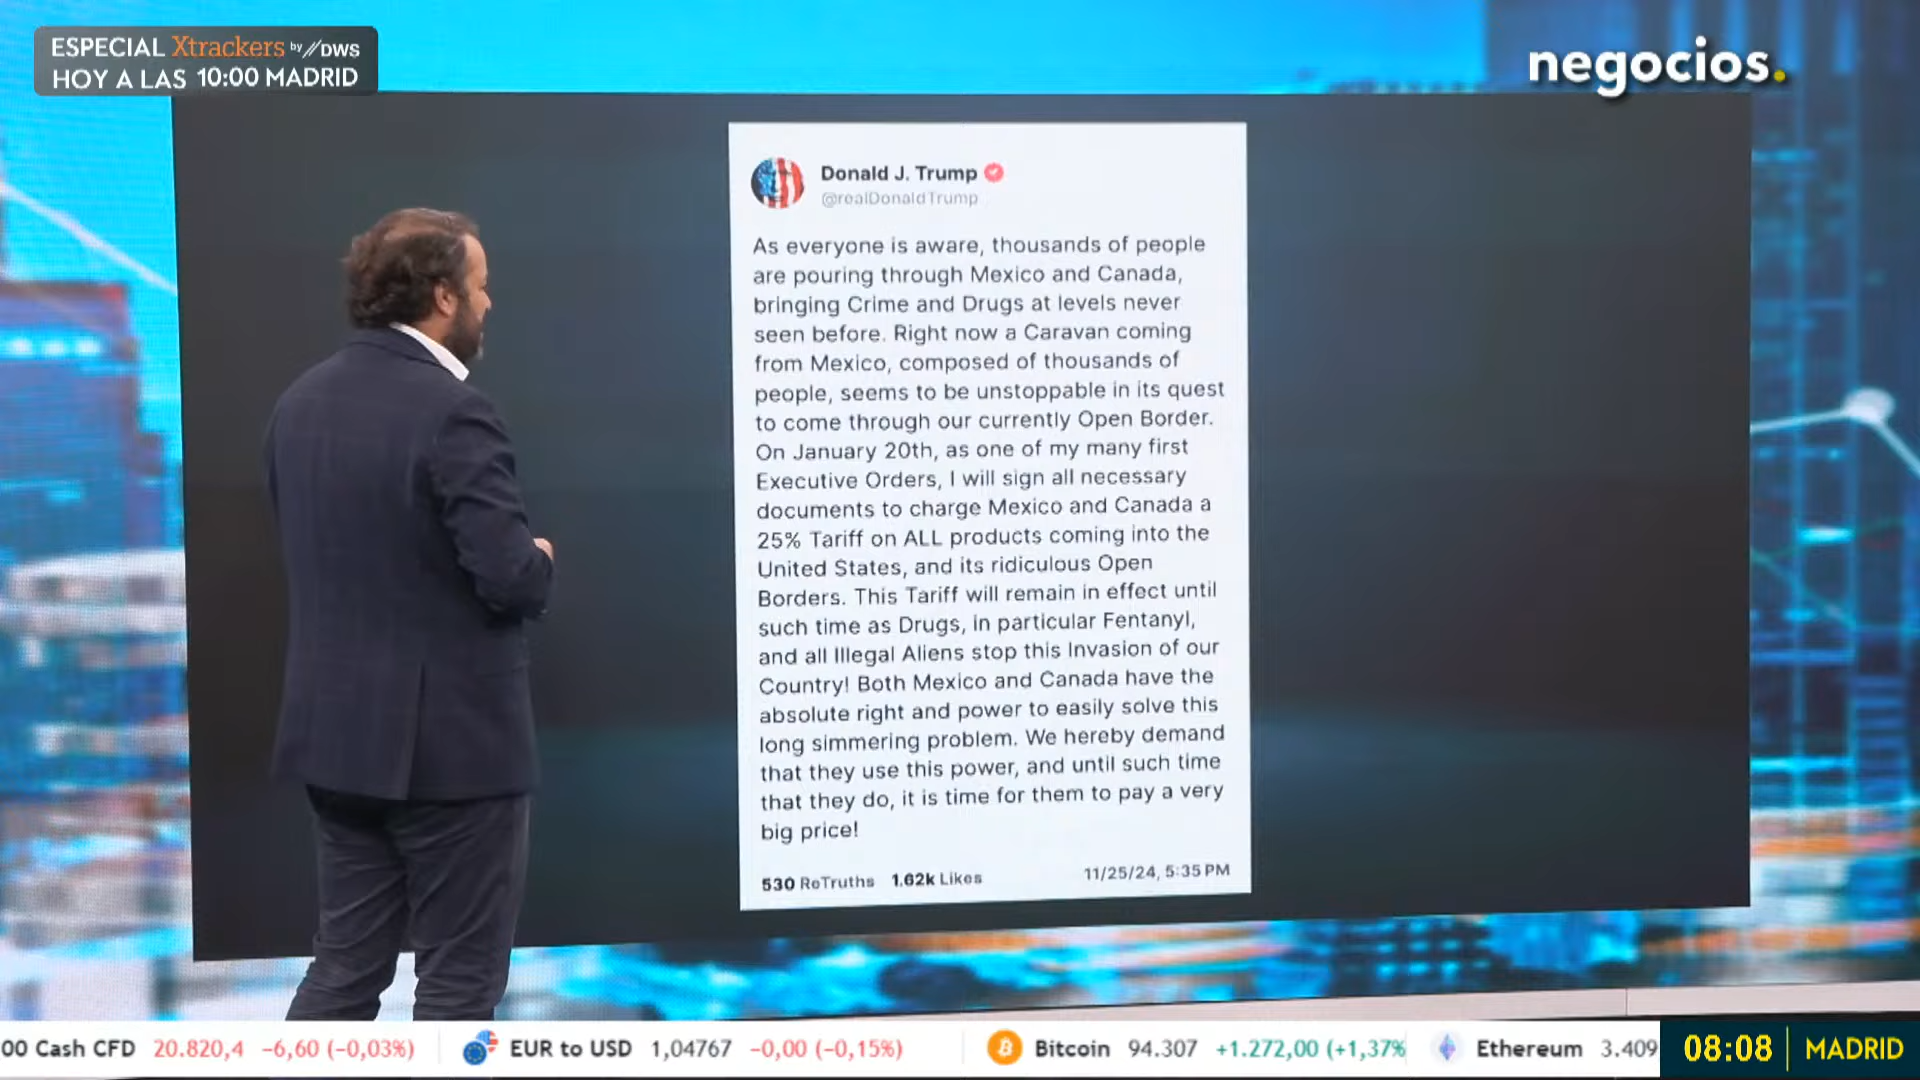 ESPECIAL Xtrackers by //DWS
HOY A LAS 10:00 MADRID
negocios.
Donald J. Trump
@realDonaldTrump
As everyone is aware, thousands of people
are pouring through Mexico and Canada,
bringing Crime and Drugs at levels never
seen before. Right now a Caravan coming
from Mexico, composed of thousands of
people, seems to be unstoppable in its quest
to come through our currently Open Border.
On January 20th, as one of my many first
Executive Orders, I will sign all necessary
documents to charge Mexico and Canada a
25% Tariff on ALL products coming into the
United States, and its ridiculous Open
Borders. This Tariff will remain in effect until
such time as Drugs, in particular Fentanyl,
and all Illegal Aliens stop this Invasion of our
Country! Both Mexico and Canada have the
absolute right and power to easily solve this
long simmering problem. We hereby demand
that they use this power, and until such time
that they do, it is time for them to pay a very
big price!
530 ReTruths 1.62k Likes 11/25/24, 5:35 PM
00 Cash CFD 20.820,4 -6,60 (-0,03%) EUR to USD 1,04767 -0,00 (-0,15%) Bitcoin 94.307 +1.272,00 (+1,37% Ethereum 3.409 08:08 MADRID